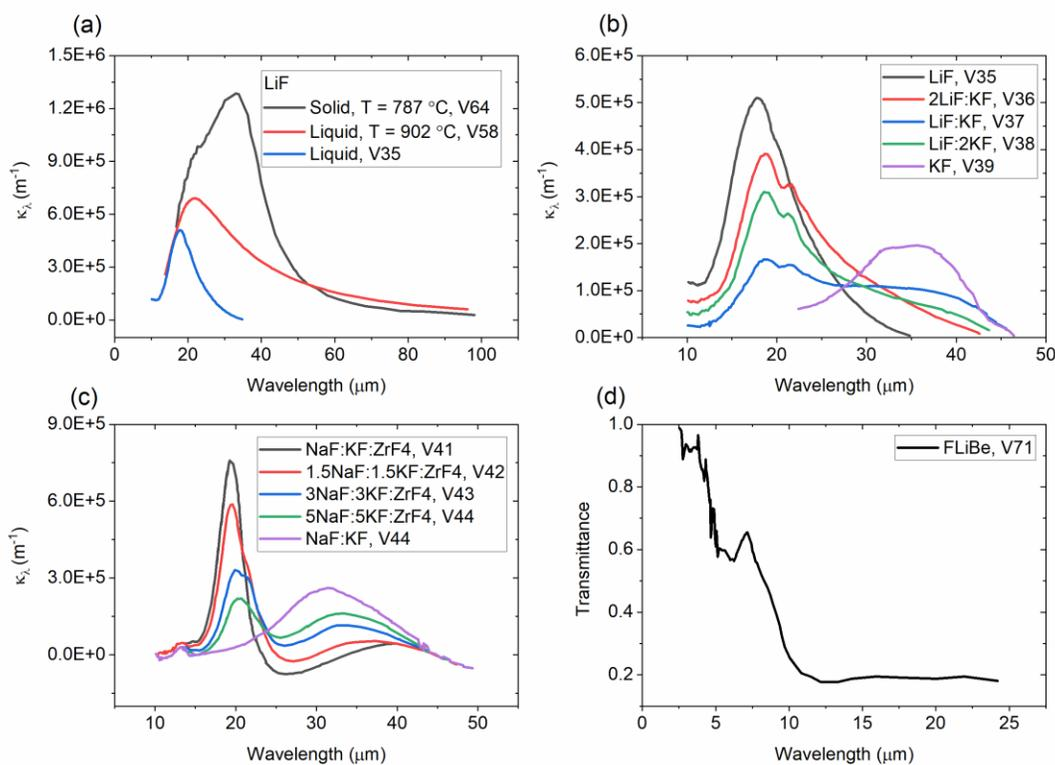 (a)
1.5E+6
1.2E+6
9.0E+5
6.0E+5
3.0E+5
0.0E+0
κλ (m⁻¹)
LiF
Solid, T = 787 °C, V64
Liquid, T = 902 °C, V58
Liquid, V35
0 20 40 60 80 100
Wavelength (μm)
(b)
6.0E+5
5.0E+5
4.0E+5
3.0E+5
2.0E+5
1.0E+5
0.0E+0
κλ (m⁻¹)
LiF, V35
2LiF:KF, V36
LiF:KF, V37
LiF:2KF, V38
KF, V39
10 20 30 40 50
Wavelength (μm)
(c)
9.0E+5
6.0E+5
3.0E+5
0.0E+0
κλ (m⁻¹)
NaF:KF:ZrF4, V41
1.5NaF:1.5KF:ZrF4, V42
3NaF:3KF:ZrF4, V43
5NaF:5KF:ZrF4, V44
NaF:KF, V44
10 20 30 40 50
Wavelength (μm)
(d)
1.0
0.8
0.6
0.4
0.2
Transmittance
FLiBe, V71
0 5 10 15 20 25
Wavelength (μm)